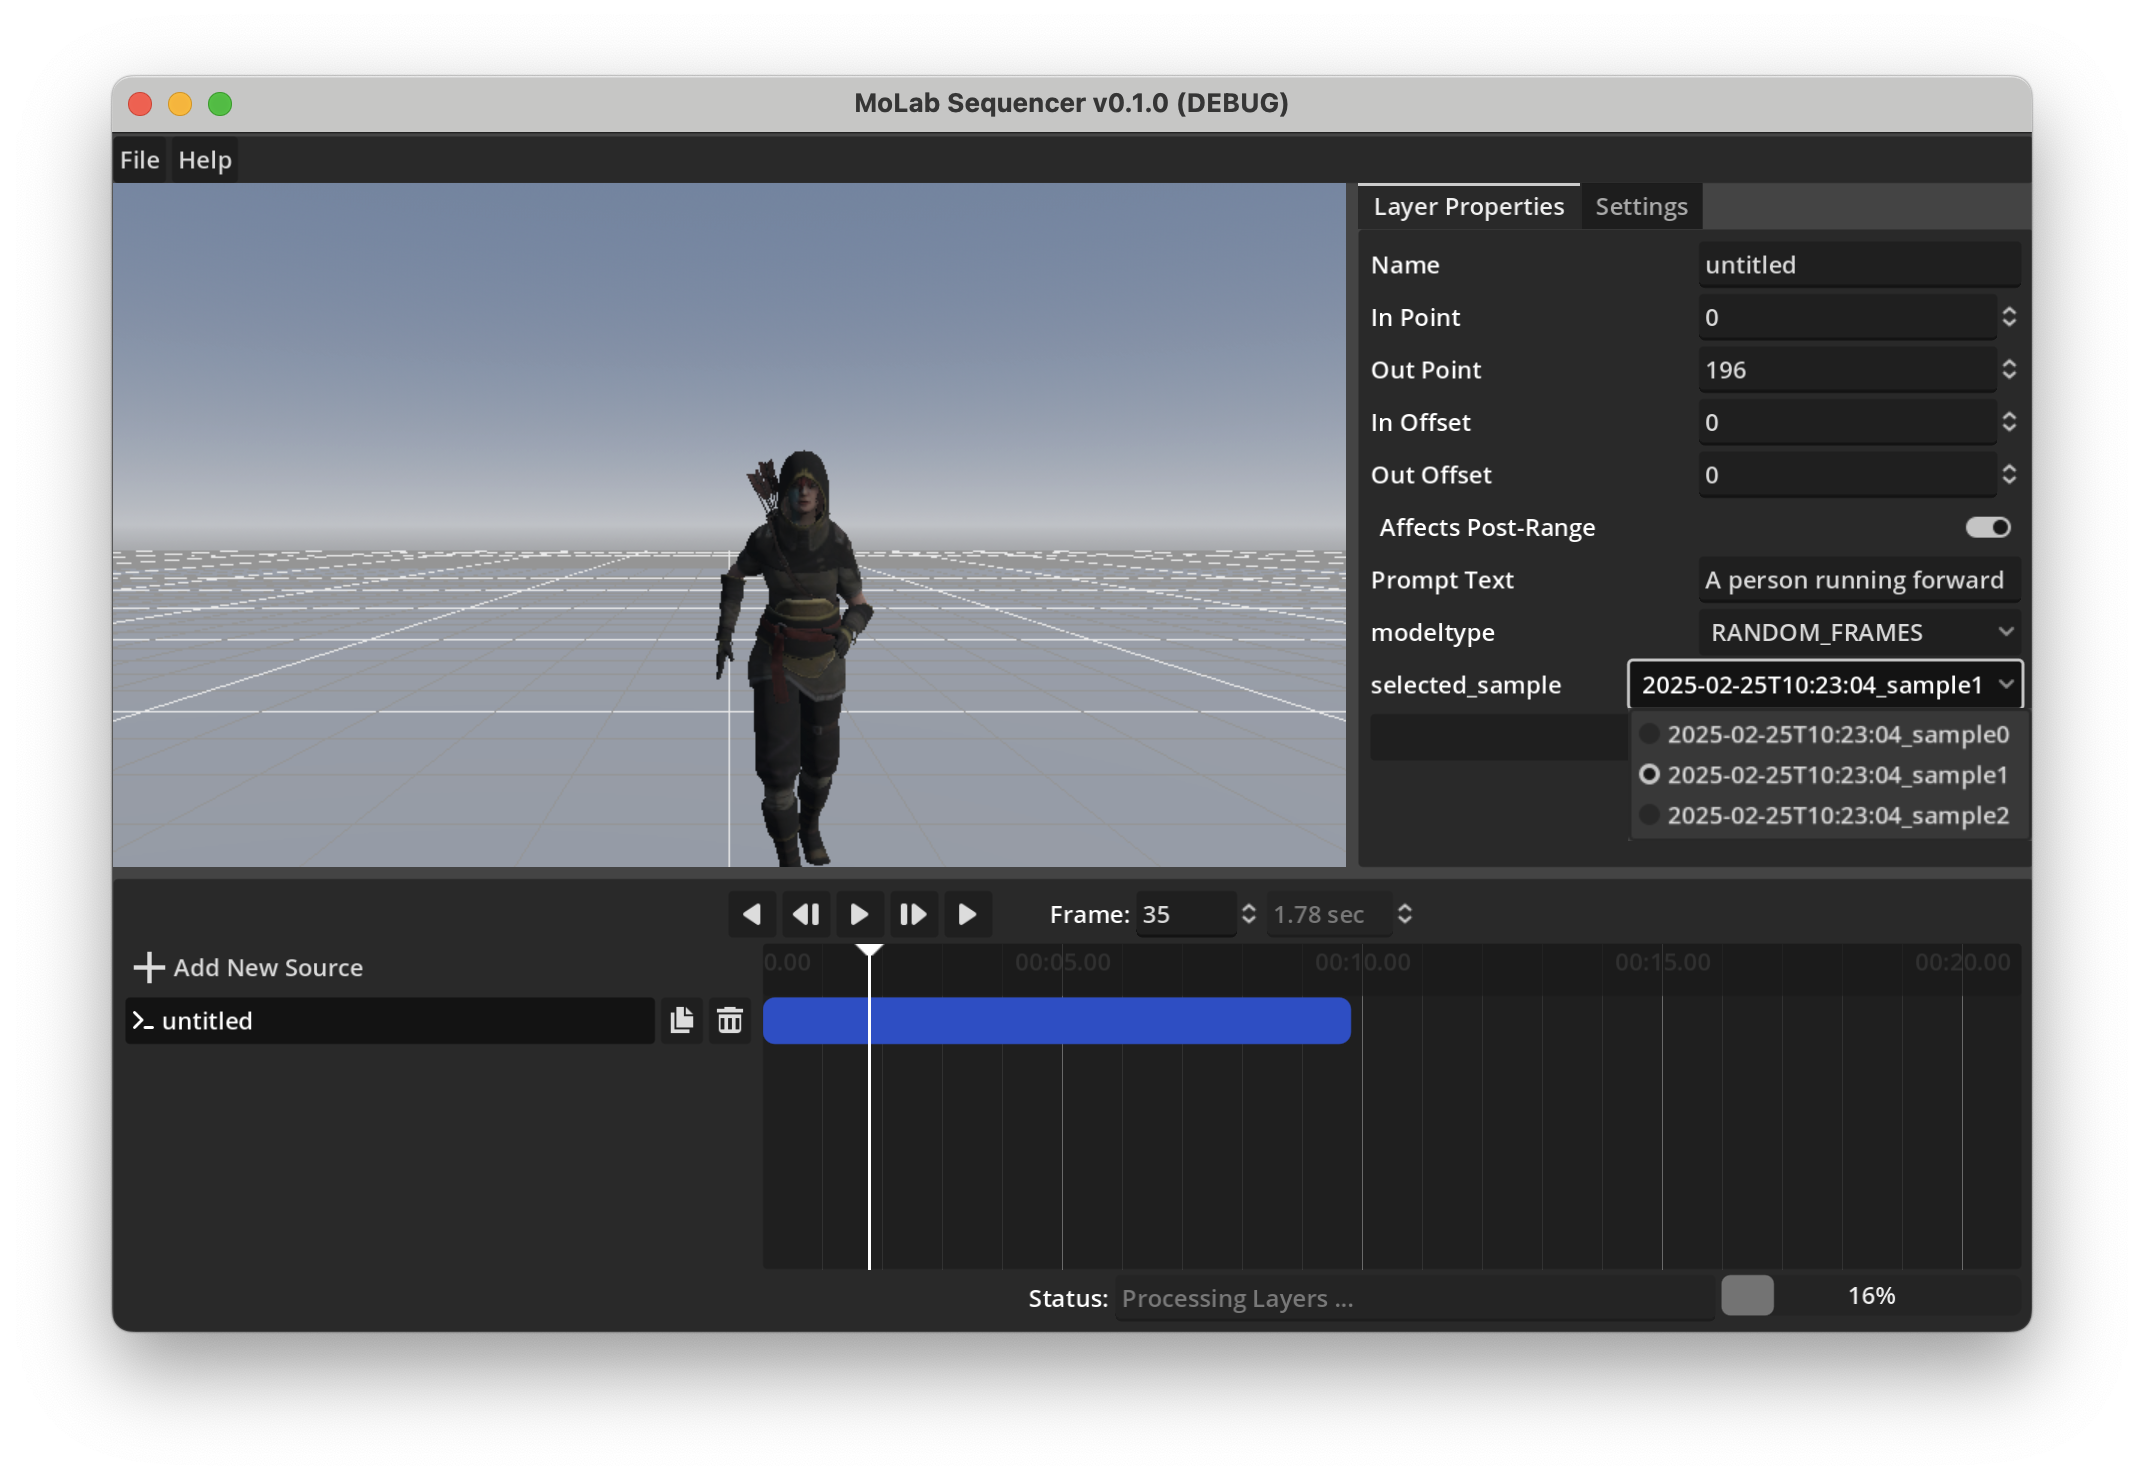 MoLab Sequencer v0.1.0 (DEBUG)
File Help
Layer Properties Settings
Name untitled
In Point 0
Out Point 196
In Offset 0
Out Offset 0
Affects Post-Range
Prompt Text A person running forward
modeltype RANDOM_FRAMES
selected_sample 2025-02-25T10:23:04_sample1
2025-02-25T10:23:04_sample0
2025-02-25T10:23:04_sample1
2025-02-25T10:23:04_sample2
Frame: 35 1.78 sec
Add New Source
0.00 00:05.00 00:10.00 00:15.00 00:20.00
untitled
Status: Processing Layers ... 16%